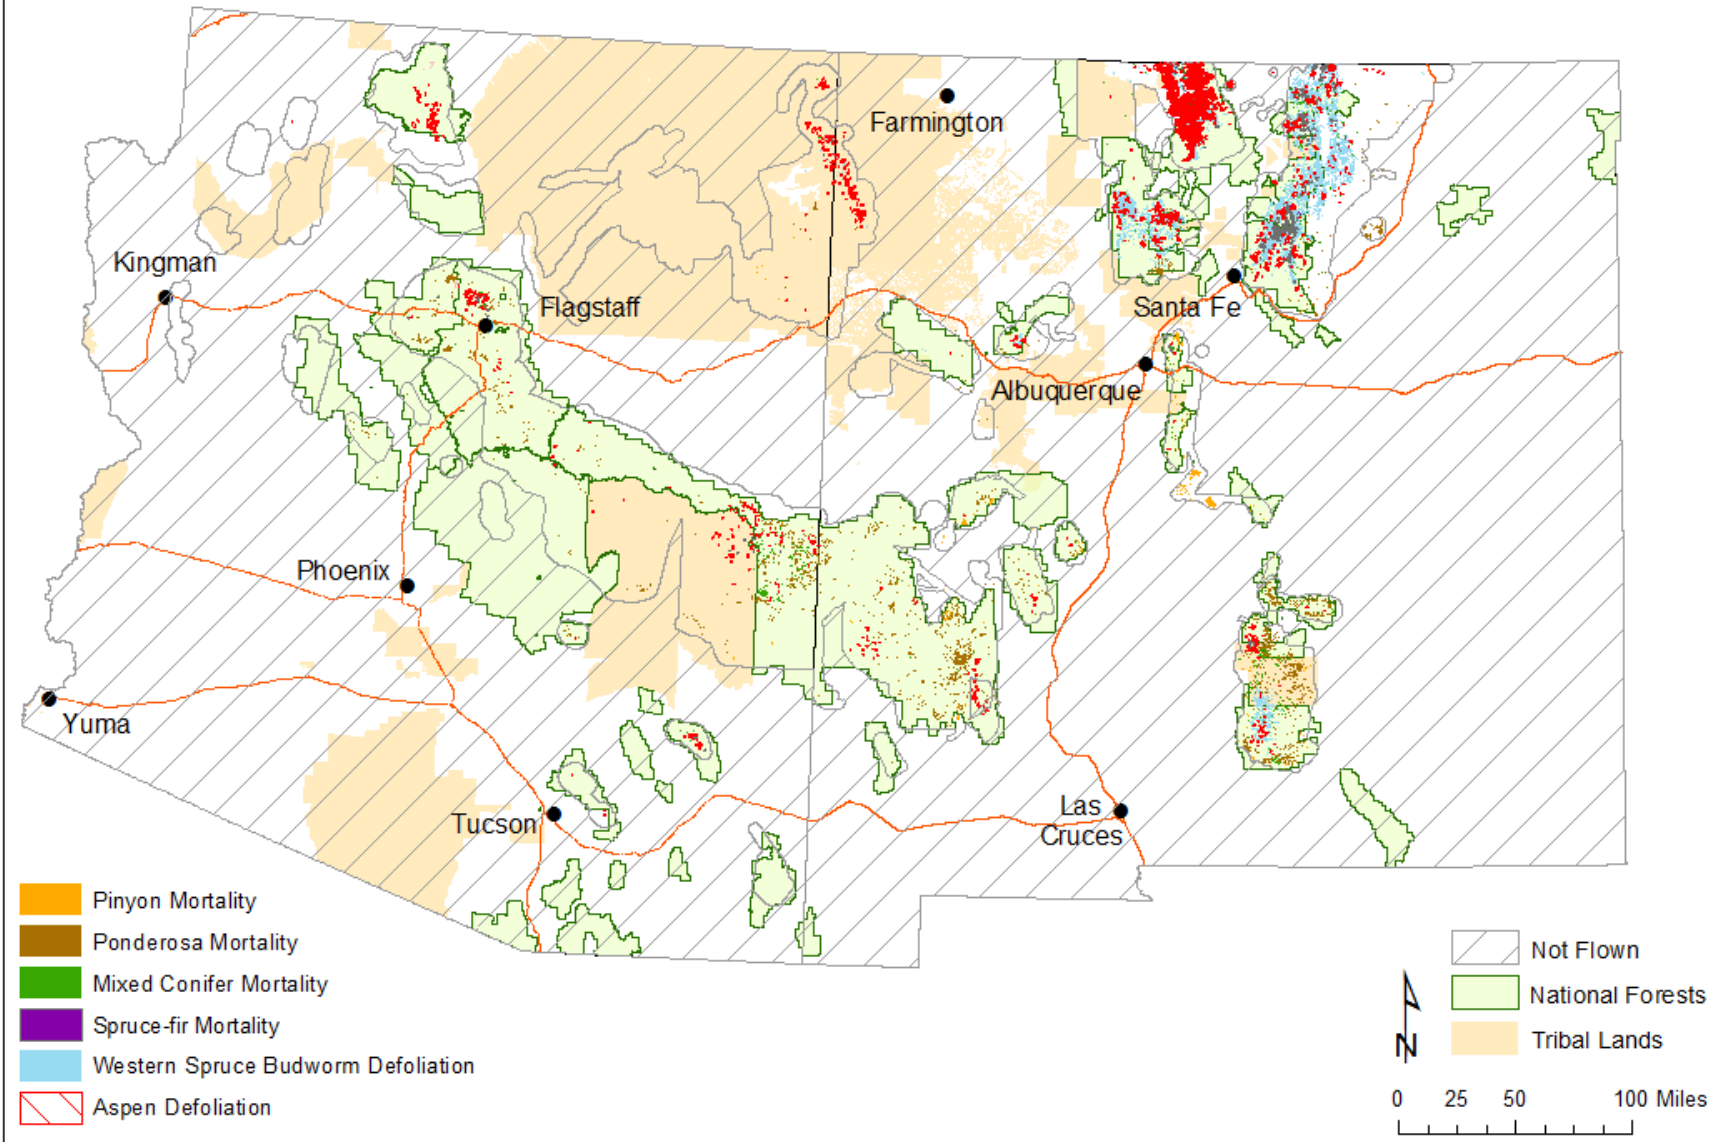 Farmington
Kingman
Flagstaff
Santa Fe
Albuquerque
Phoenix
Yuma
Tucson
Las
Cruces
Pinyon Mortality
Ponderosa Mortality
Mixed Conifer Mortality
Spruce-fir Mortality
Western Spruce Budworm Defoliation
Aspen Defoliation
Not Flown
National Forests
Tribal Lands
N
0 25 50 100 Miles